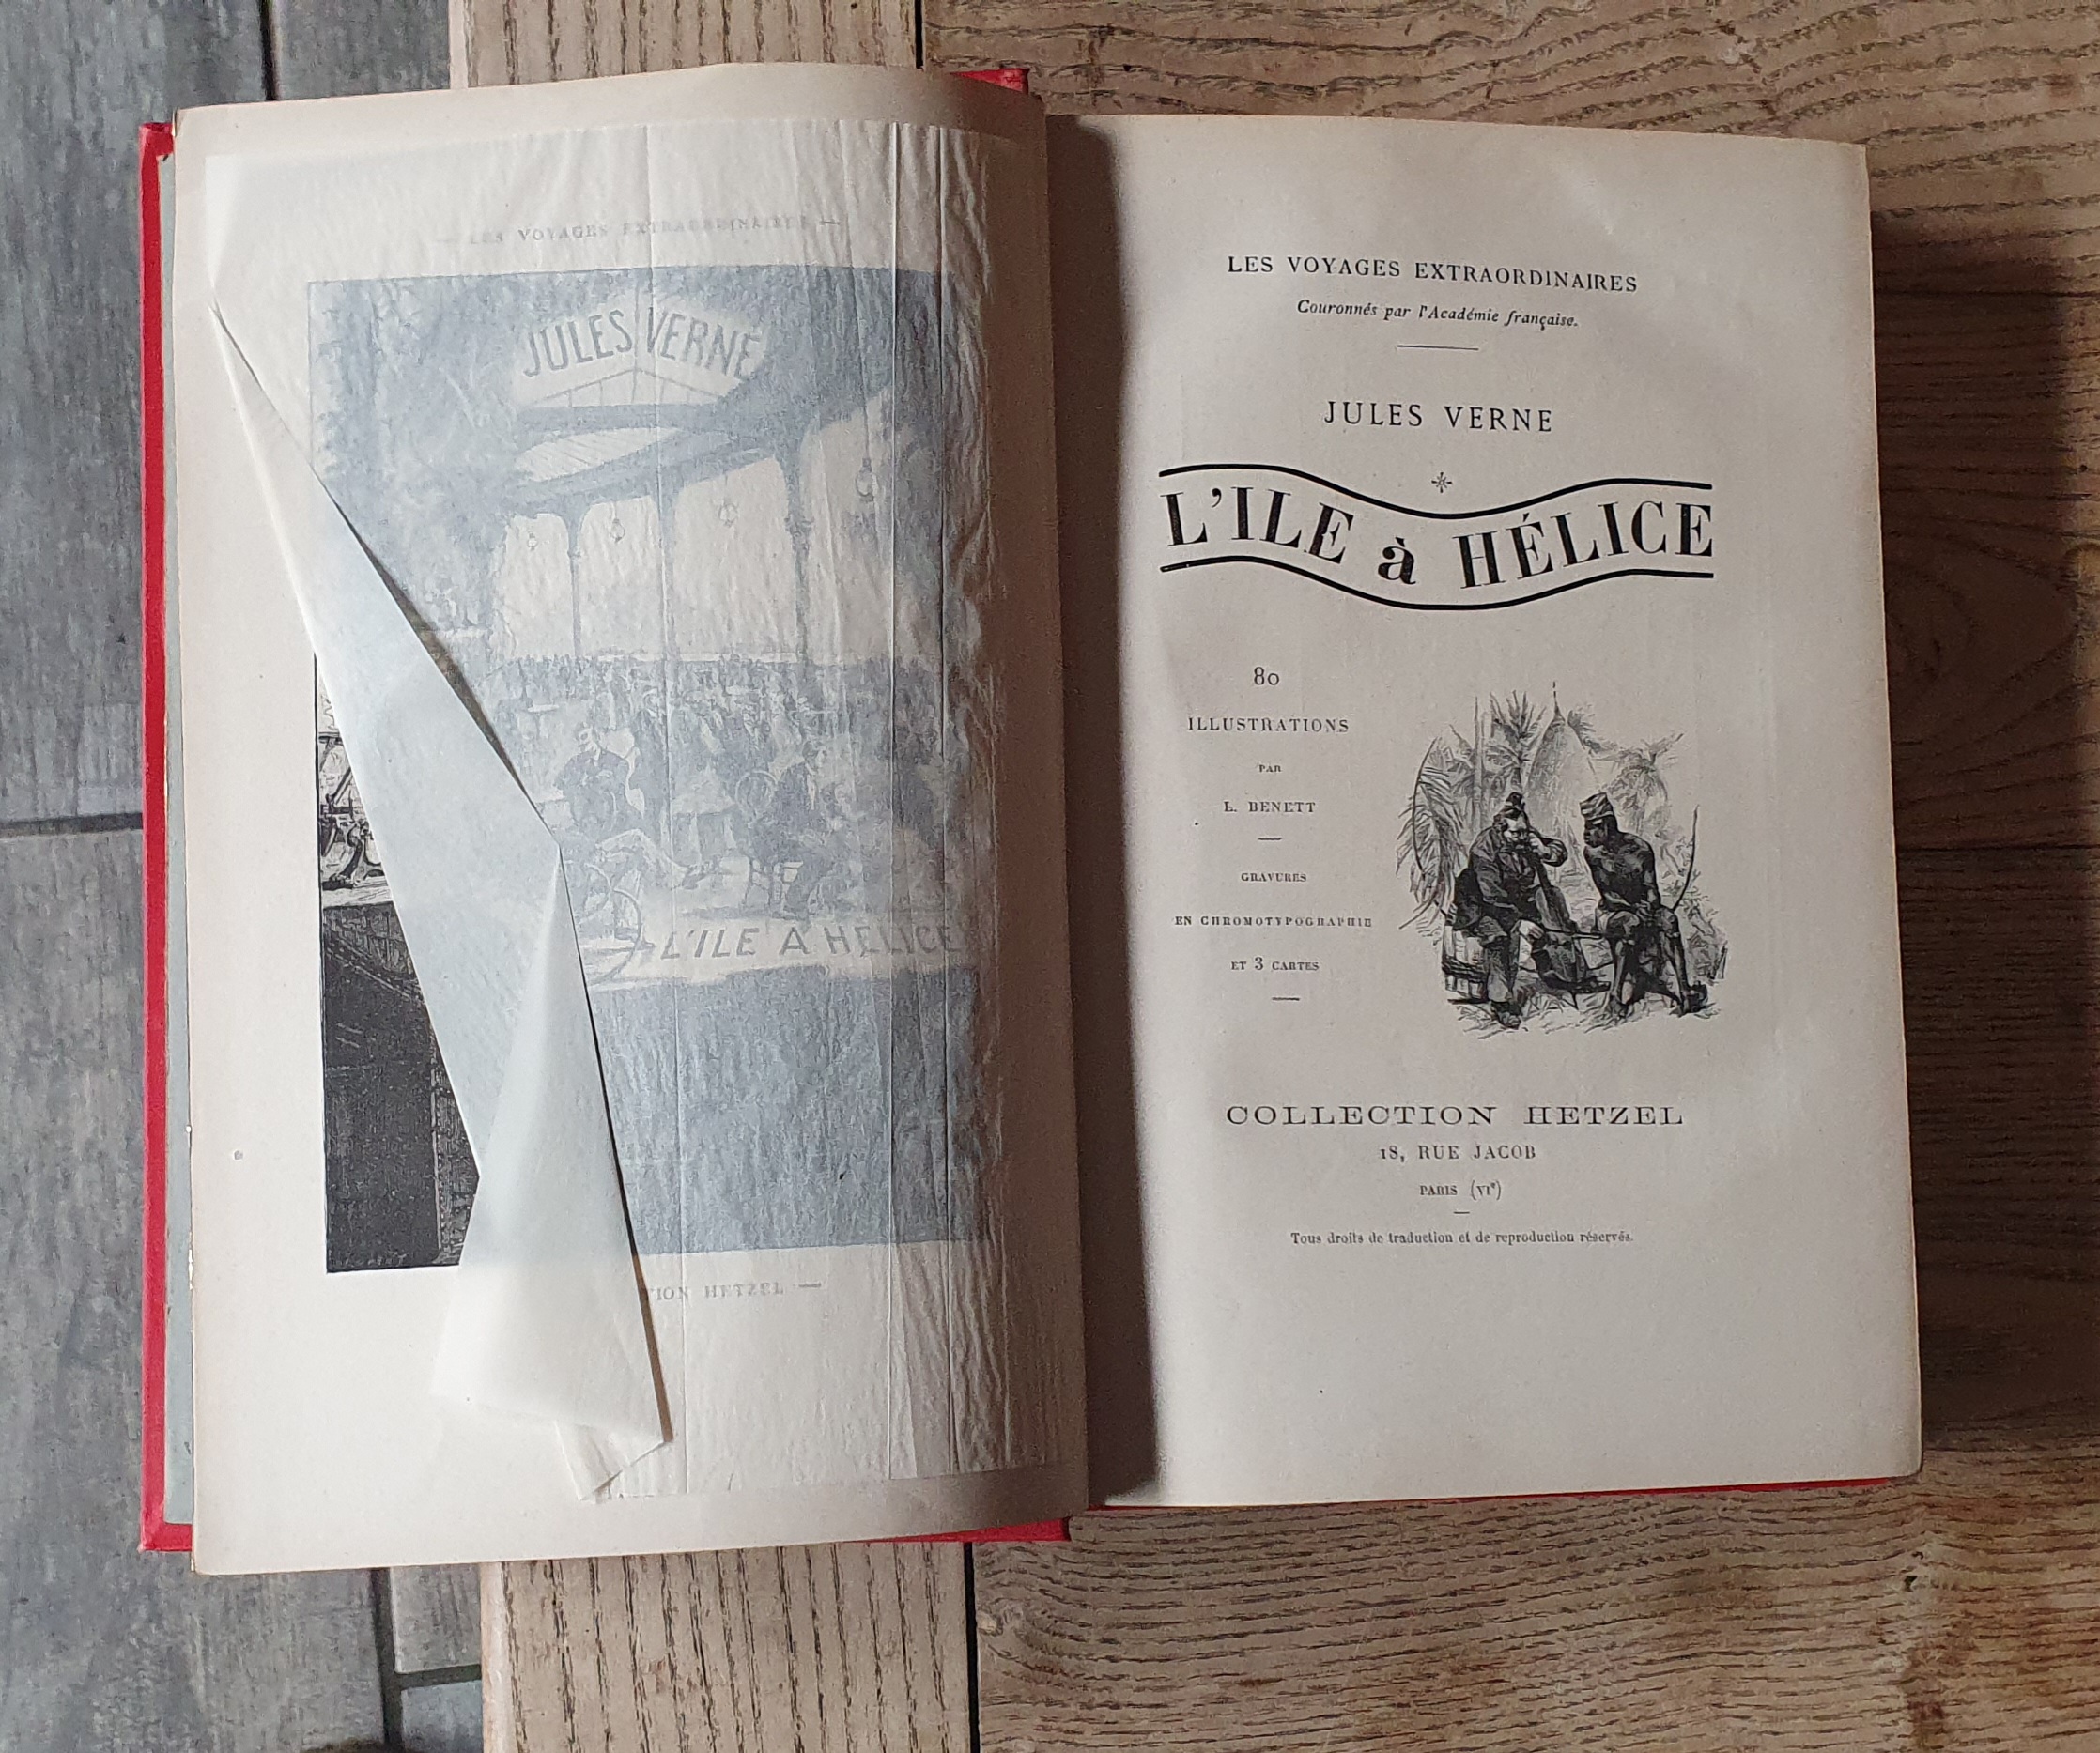 — LES VOYAGES EXTRAORDINAIRES —
JULES VERNE
L'ILE A HÉLICE
HETZEL —
LES VOYAGES EXTRAORDINAIRES
Couronnés par l'Académie française.
JULES VERNE
L'ILE à HÉLICE
80
ILLUSTRATIONS
PAR
L. BENETT
GRAVURES
EN CHROMOTYPOGRAPHIE
ET 3 CARTES
COLLECTION HETZEL
18, RUE JACOB
PARIS (VIe)
Tous droits de traduction et de reproduction réservés.